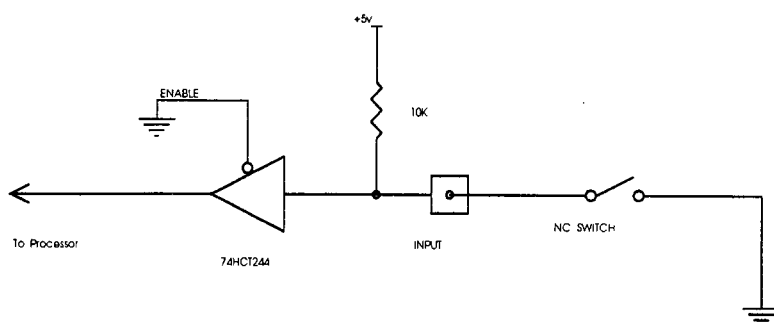 +5v
ENABLE
10K
To Processor
74HCT244
INPUT
NC SWITCH